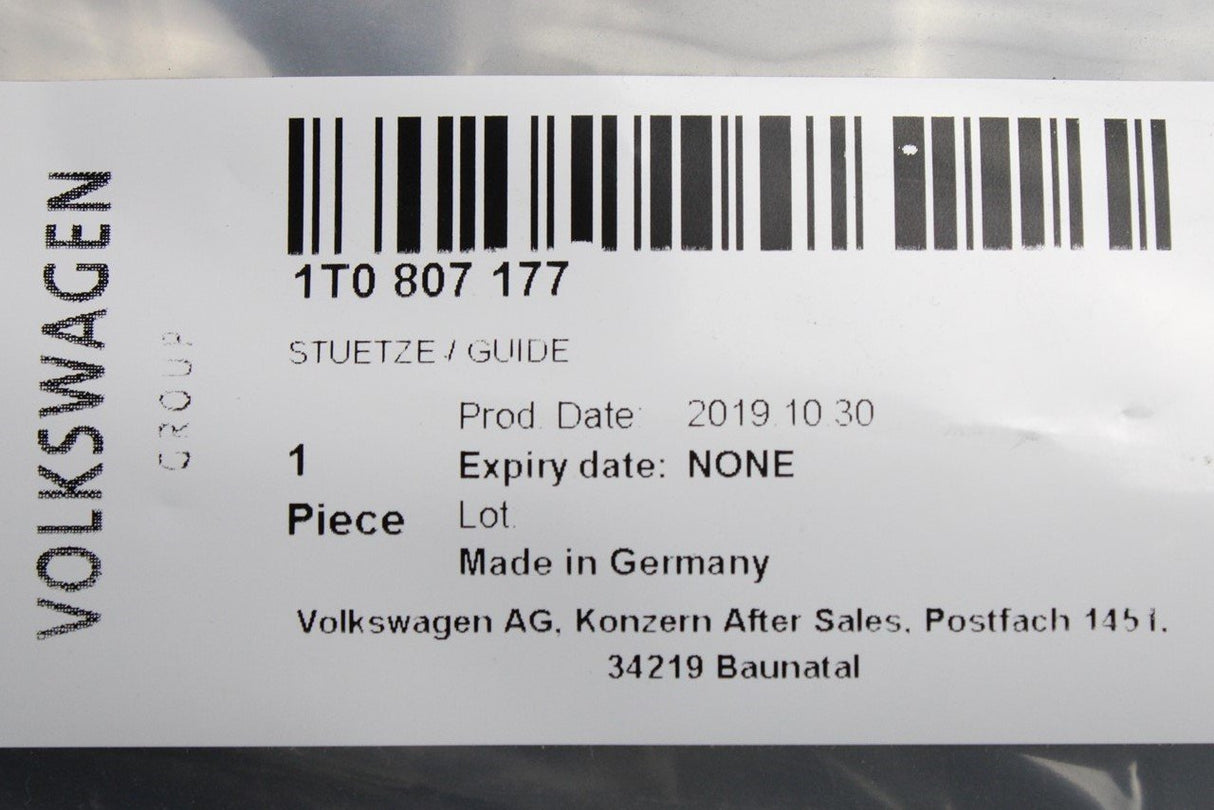 VOLKSWAGEN
GROUP
1T0 807 177
STUETZE / GUIDE
Prod. Date: 2019.10.30
1
Expiry date: NONE
Piece
Lot.
Made in Germany
Volkswagen AG, Konzern After Sales, Postfach
34219 Baunatal